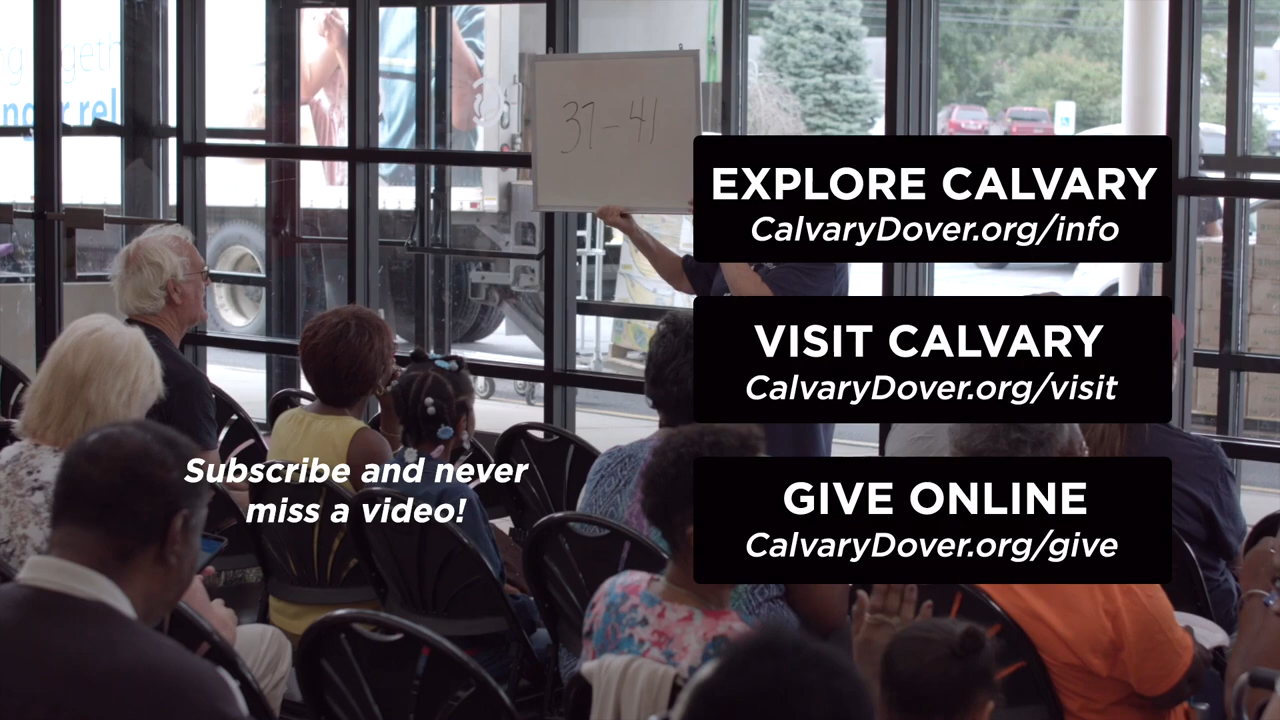 37-41
EXPLORE CALVARY
CalvaryDover.org/info
VISIT CALVARY
CalvaryDover.org/visit
Subscribe and never
miss a video!
GIVE ONLINE
CalvaryDover.org/give